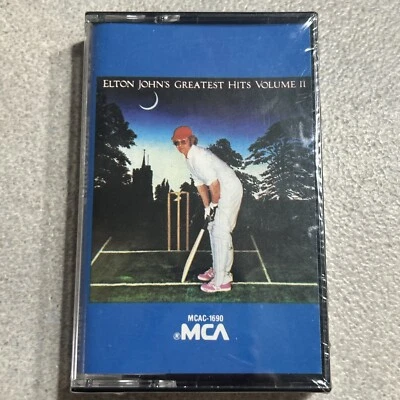 ELTON JOHN'S GREATEST HITS VOLUME II
MCAC-1690
®MCA